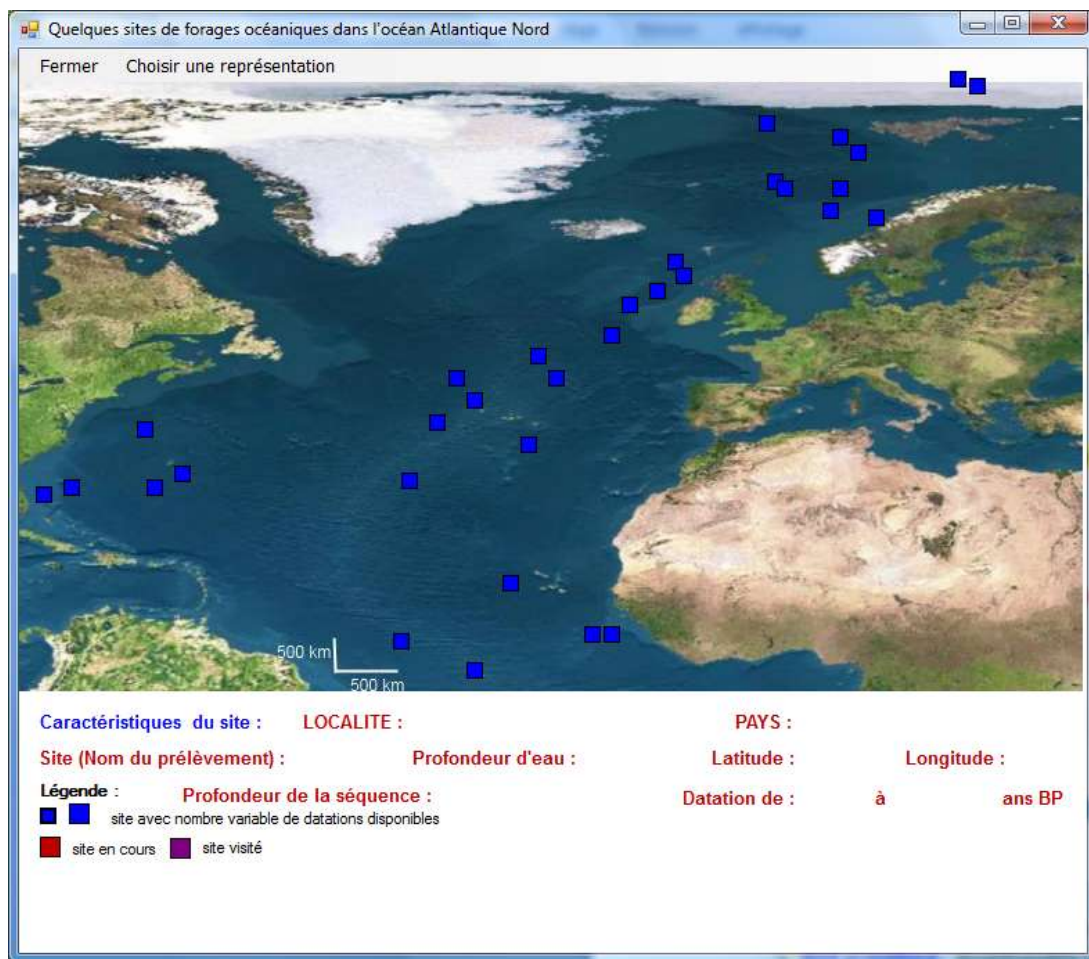 Quelques sites de forages océaniques dans l'océan Atlantique Nord
Fermer Choisir une représentation
500 km
500 km
Caractéristiques du site : LOCALITE : PAYS :
Site (Nom du prélèvement) : Profondeur d'eau : Latitude : Longitude :
Légende : Profondeur de la séquence : Datation de : à ans BP
site avec nombre variable de datations disponibles
site en cours site visité